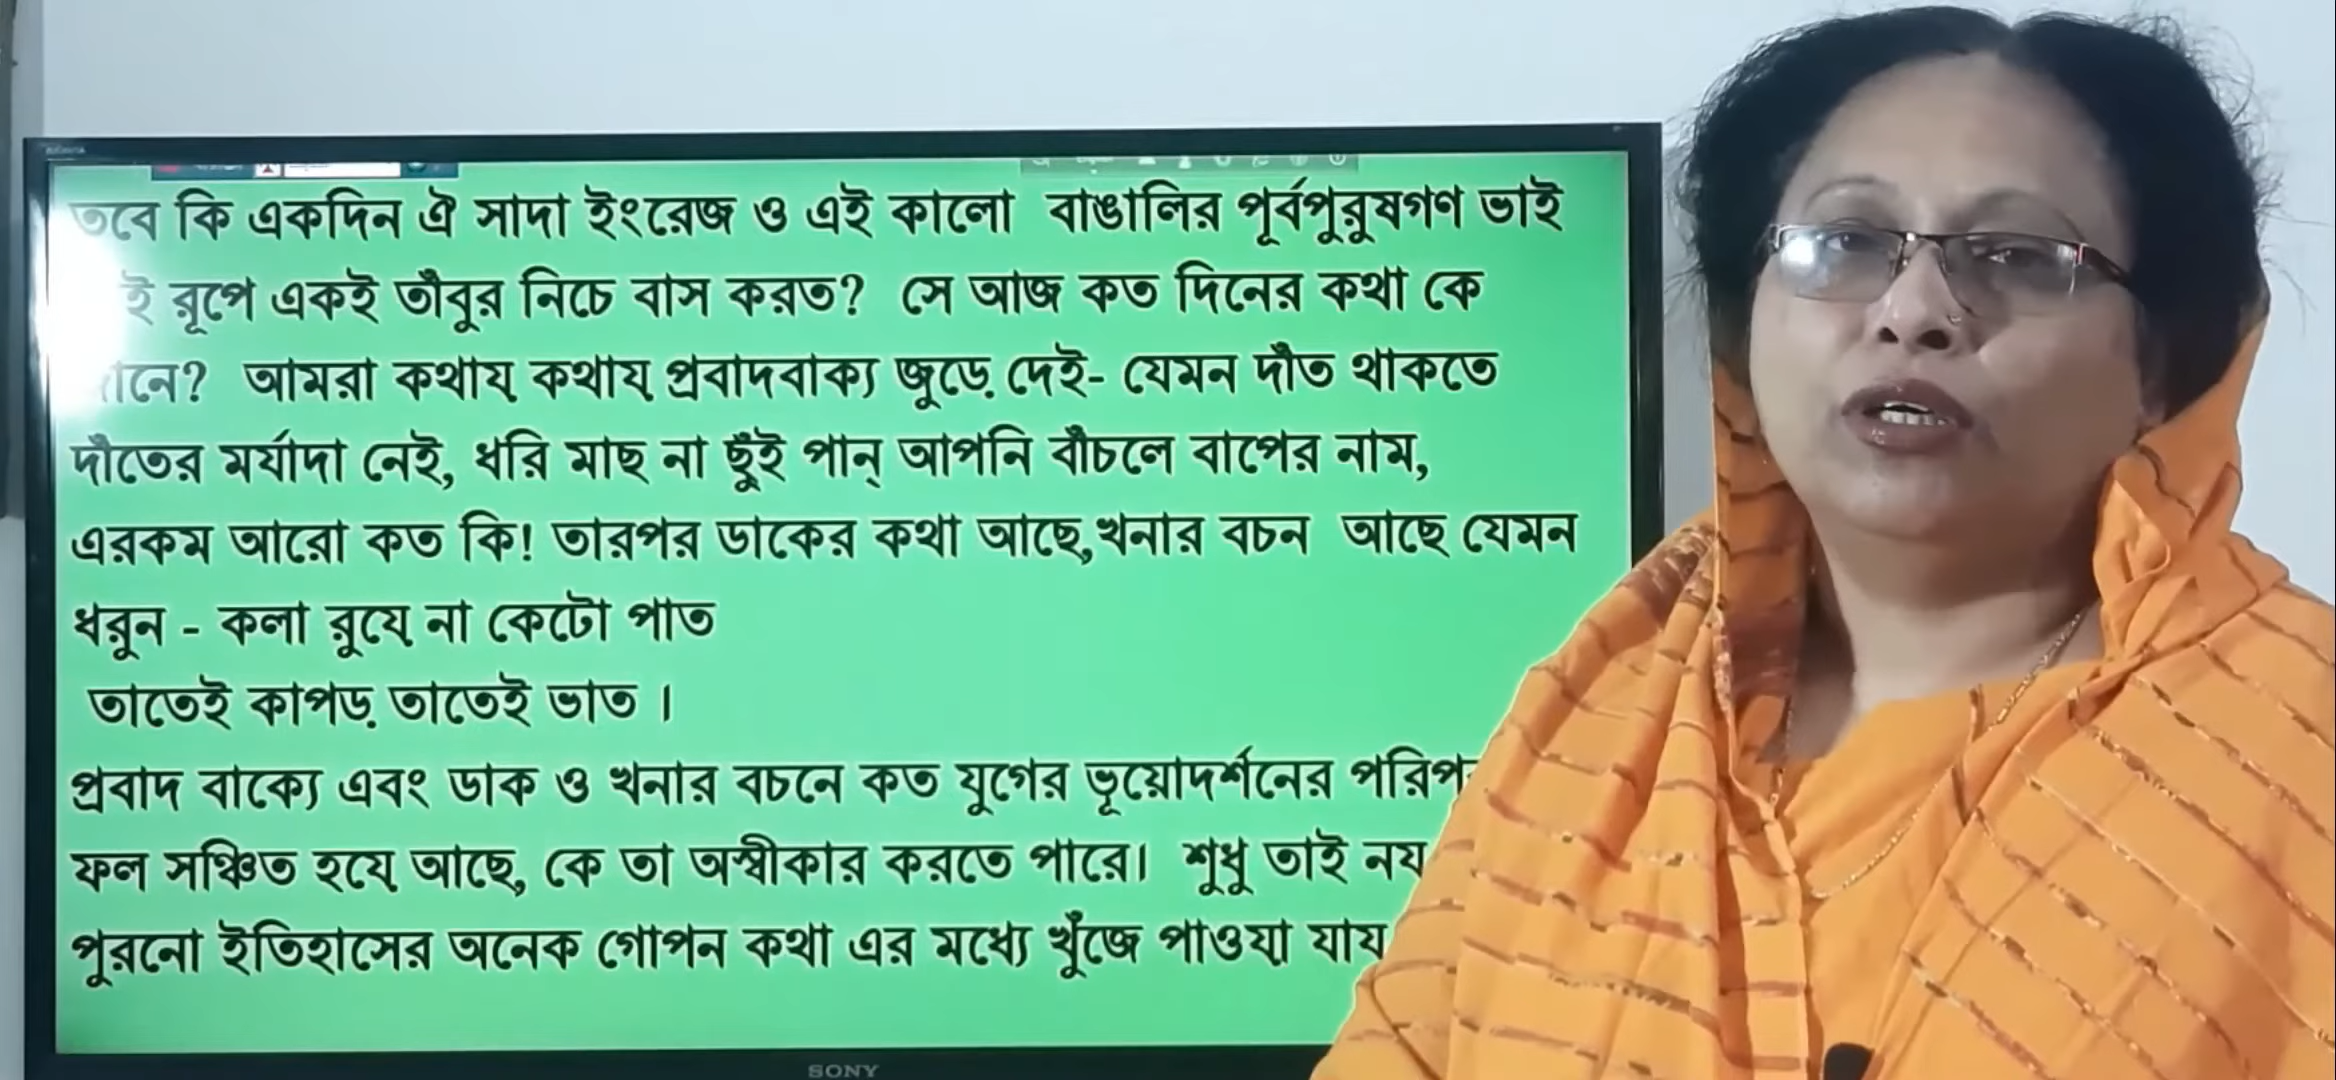 তবে কি একদিন ঐ সাদা ইংরেজ ও এই কালো বাঙালির পূর্বপুরুষগণ ভাই
রূপে একই তাঁবুর নিচে বাস করত? সে আজ কত দিনের কথা কে
আমরা কথায় কথায় প্রবাদবাক্য জুড়ে দেই- যেমন দাঁত থাকতে
দাঁতের মর্যাদা নেই, ধরি মাছ না ছুঁই পান্ আপনি বাঁচলে বাপের নাম,
এরকম আরো কত কি! তারপর ডাকের কথা আছে,খনার বচন আছে যেমন
ধরুন - কলা রুয়ে না কেটো পাত
তাতেই কাপড় তাতেই ভাত ।
প্রবাদ বাক্যে এবং ডাক ও খনার বচনে কত যুগের ভূয়োদর্শনের
ফল সঞ্চিত হয়ে আছে, কে তা অস্বীকার করতে পারে। শুধু তাই নয়
পুরনো ইতিহাসের অনেক গোপন কথা এর মধ্যে খুঁজে পাওয়া যায়
SONY